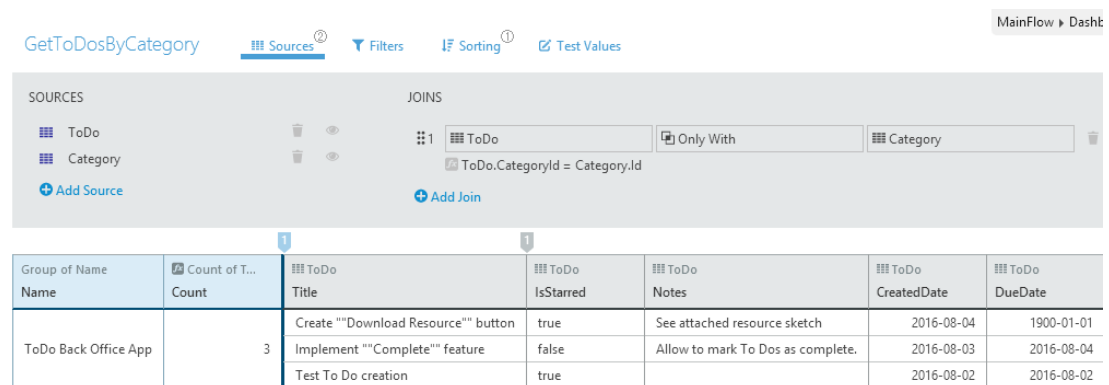 MainFlow ▸ Dashb
GetToDosByCategory Sources 2 Filters Sorting 1 Test Values
SOURCES JOINS
ToDo 1 ToDo Only With Category
Category ToDo.CategoryId = Category.Id
Add Source Add Join
1 1
Group of Name Count of T... ToDo ToDo ToDo ToDo ToDo
Name Count Title IsStarred Notes CreatedDate DueDate
Create ""Download Resource"" button true See attached resource sketch 2016-08-04 1900-01-01
ToDo Back Office App 3 Implement ""Complete"" feature false Allow to mark To Dos as complete. 2016-08-03 2016-08-04
Test To Do creation true 2016-08-02 2016-08-02